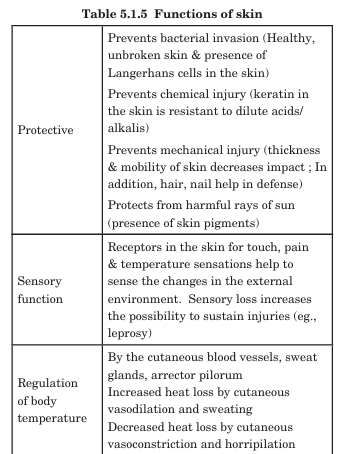 Table 5.1.5 Functions of skin
Protective
Prevents bacterial invasion (Healthy,
unbroken skin & presence of
Langerhans cells in the skin)
Prevents chemical injury (keratin in
the skin is resistant to dilute acids/
alkalis)
Prevents mechanical injury (thickness
& mobility of skin decreases impact ; In
addition, hair, nail help in defense)
Protects from harmful rays of sun
(presence of skin pigments)
Sensory
function
Receptors in the skin for touch, pain
& temperature sensations help to
sense the changes in the external
environment. Sensory loss increases
the possibility to sustain injuries (eg.,
leprosy)
Regulation
of body
temperature
By the cutaneous blood vessels, sweat
glands, arrector pilorum
Increased heat loss by cutaneous
vasodilation and sweating
Decreased heat loss by cutaneous
vasoconstriction and horripilation